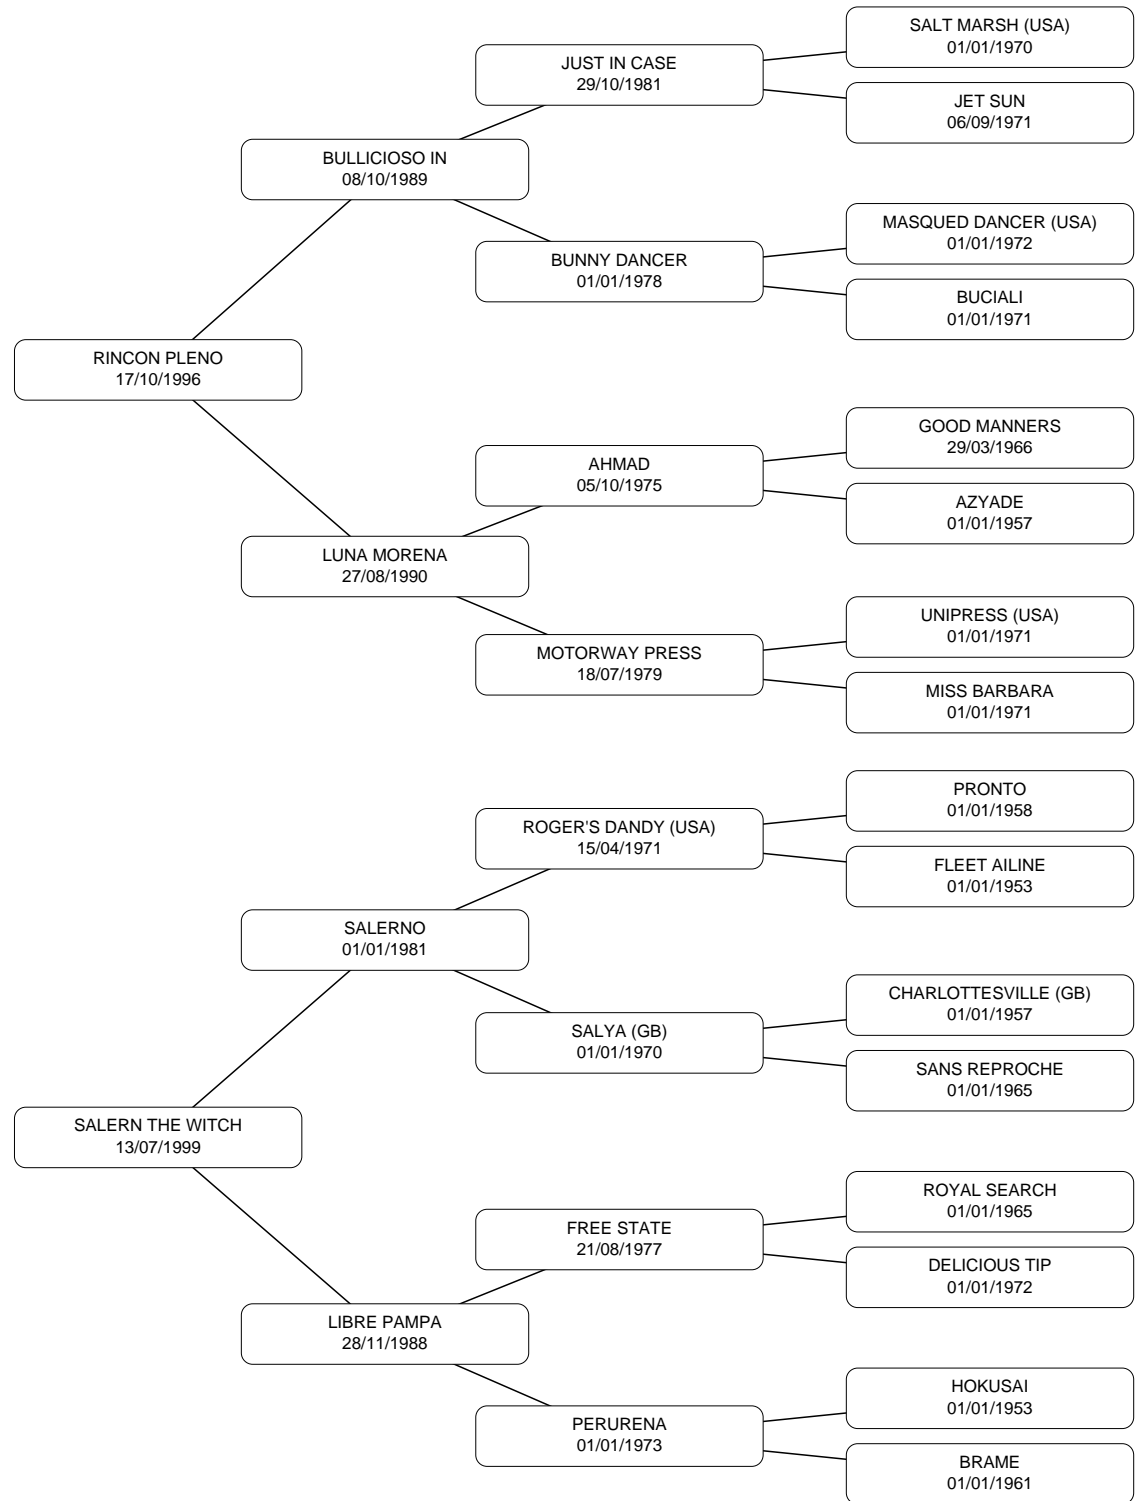 SALT MARSH (USA)
01/01/1970
JUST IN CASE
29/10/1981
JET SUN
06/09/1971
BULLICIOSO IN
08/10/1989
MASQUED DANCER (USA)
01/01/1972
BUNNY DANCER
01/01/1978
BUCIALI
01/01/1971
RINCON PLENO
17/10/1996
GOOD MANNERS
29/03/1966
AHMAD
05/10/1975
AZYADE
01/01/1957
LUNA MORENA
27/08/1990
UNIPRESS (USA)
01/01/1971
MOTORWAY PRESS
18/07/1979
MISS BARBARA
01/01/1971
PRONTO
01/01/1958
ROGER'S DANDY (USA)
15/04/1971
FLEET AILINE
01/01/1953
SALERNO
01/01/1981
CHARLOTTESVILLE (GB)
01/01/1957
SALYA (GB)
01/01/1970
SANS REPROCHE
01/01/1965
SALERN THE WITCH
13/07/1999
ROYAL SEARCH
01/01/1965
FREE STATE
21/08/1977
DELICIOUS TIP
01/01/1972
LIBRE PAMPA
28/11/1988
HOKUSAI
01/01/1953
PERURENA
01/01/1973
BRAME
01/01/1961